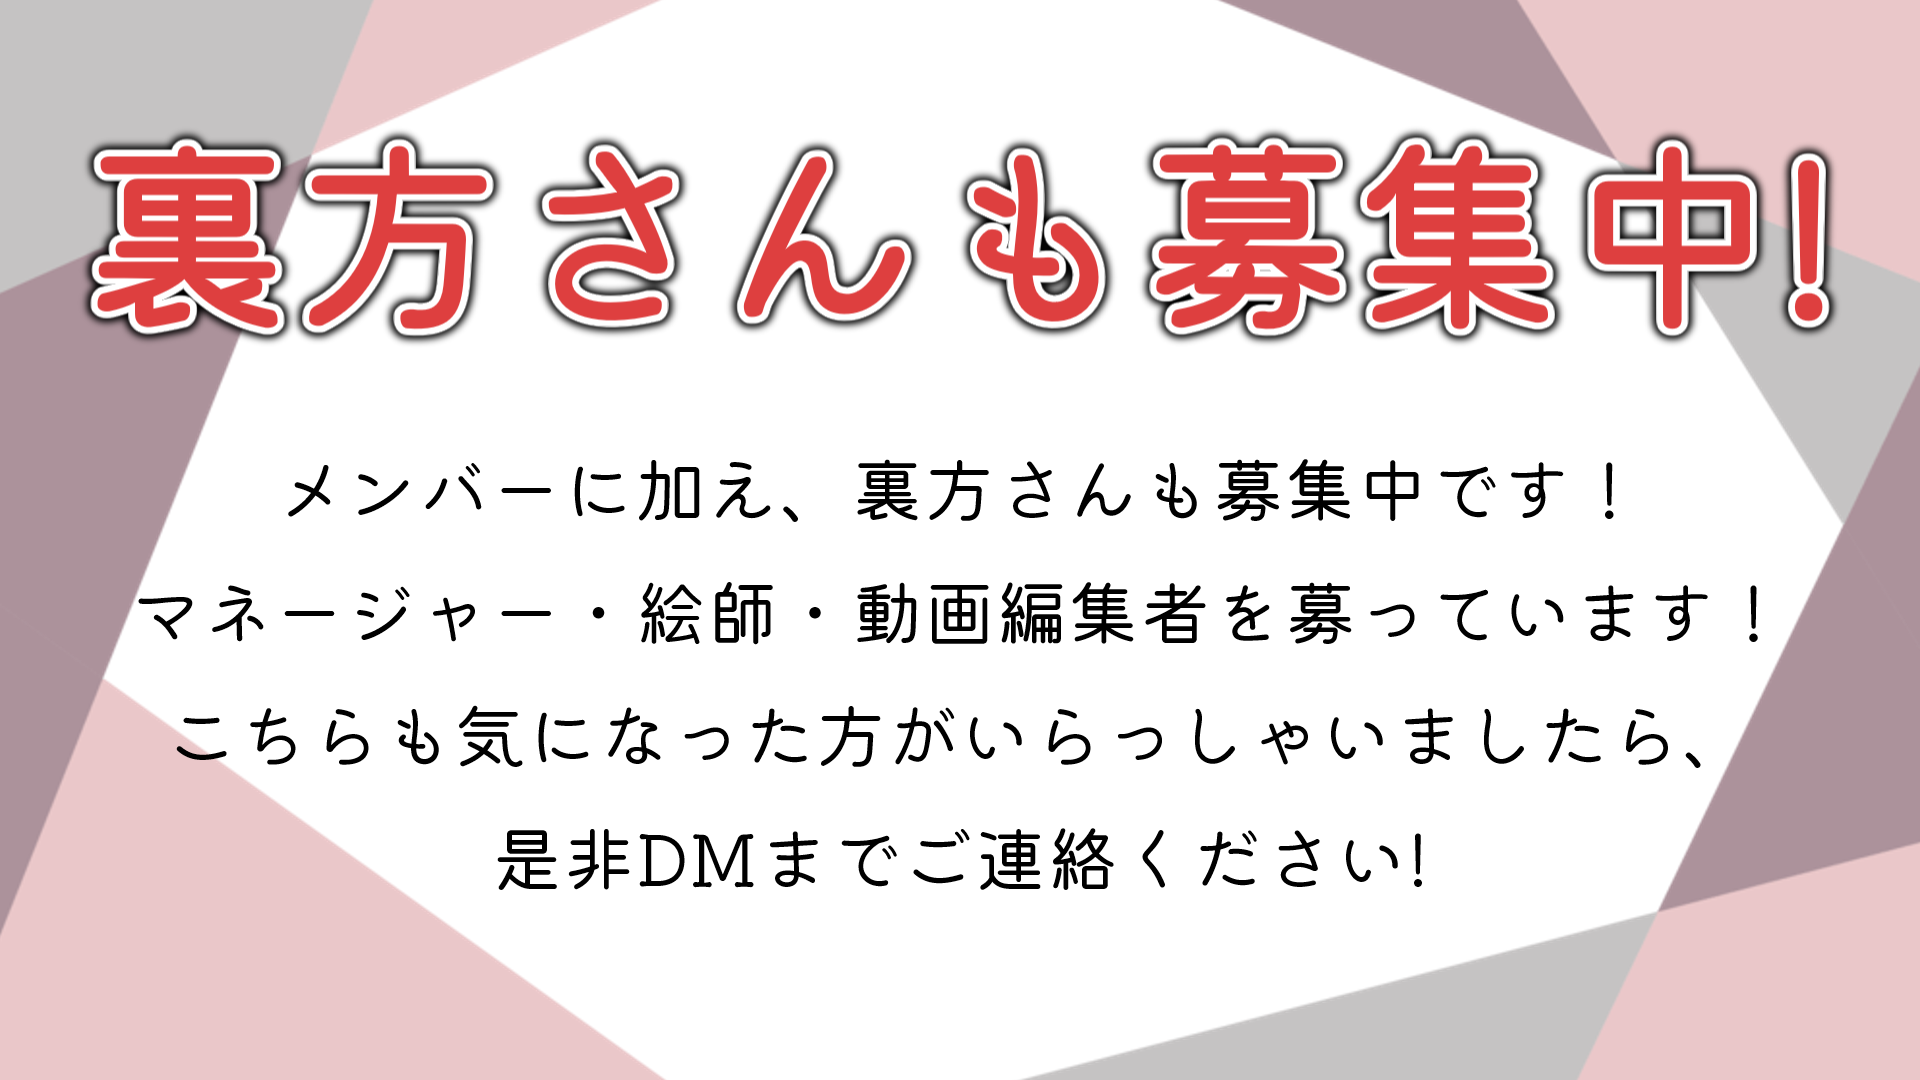 裏方さんも募集中!
メンバーに加え、裏方さんも募集中です！
マネージャー・絵師・動画編集者を募っています！
こちらも気になった方がいらっしゃいましたら、
是非DMまでご連絡ください!